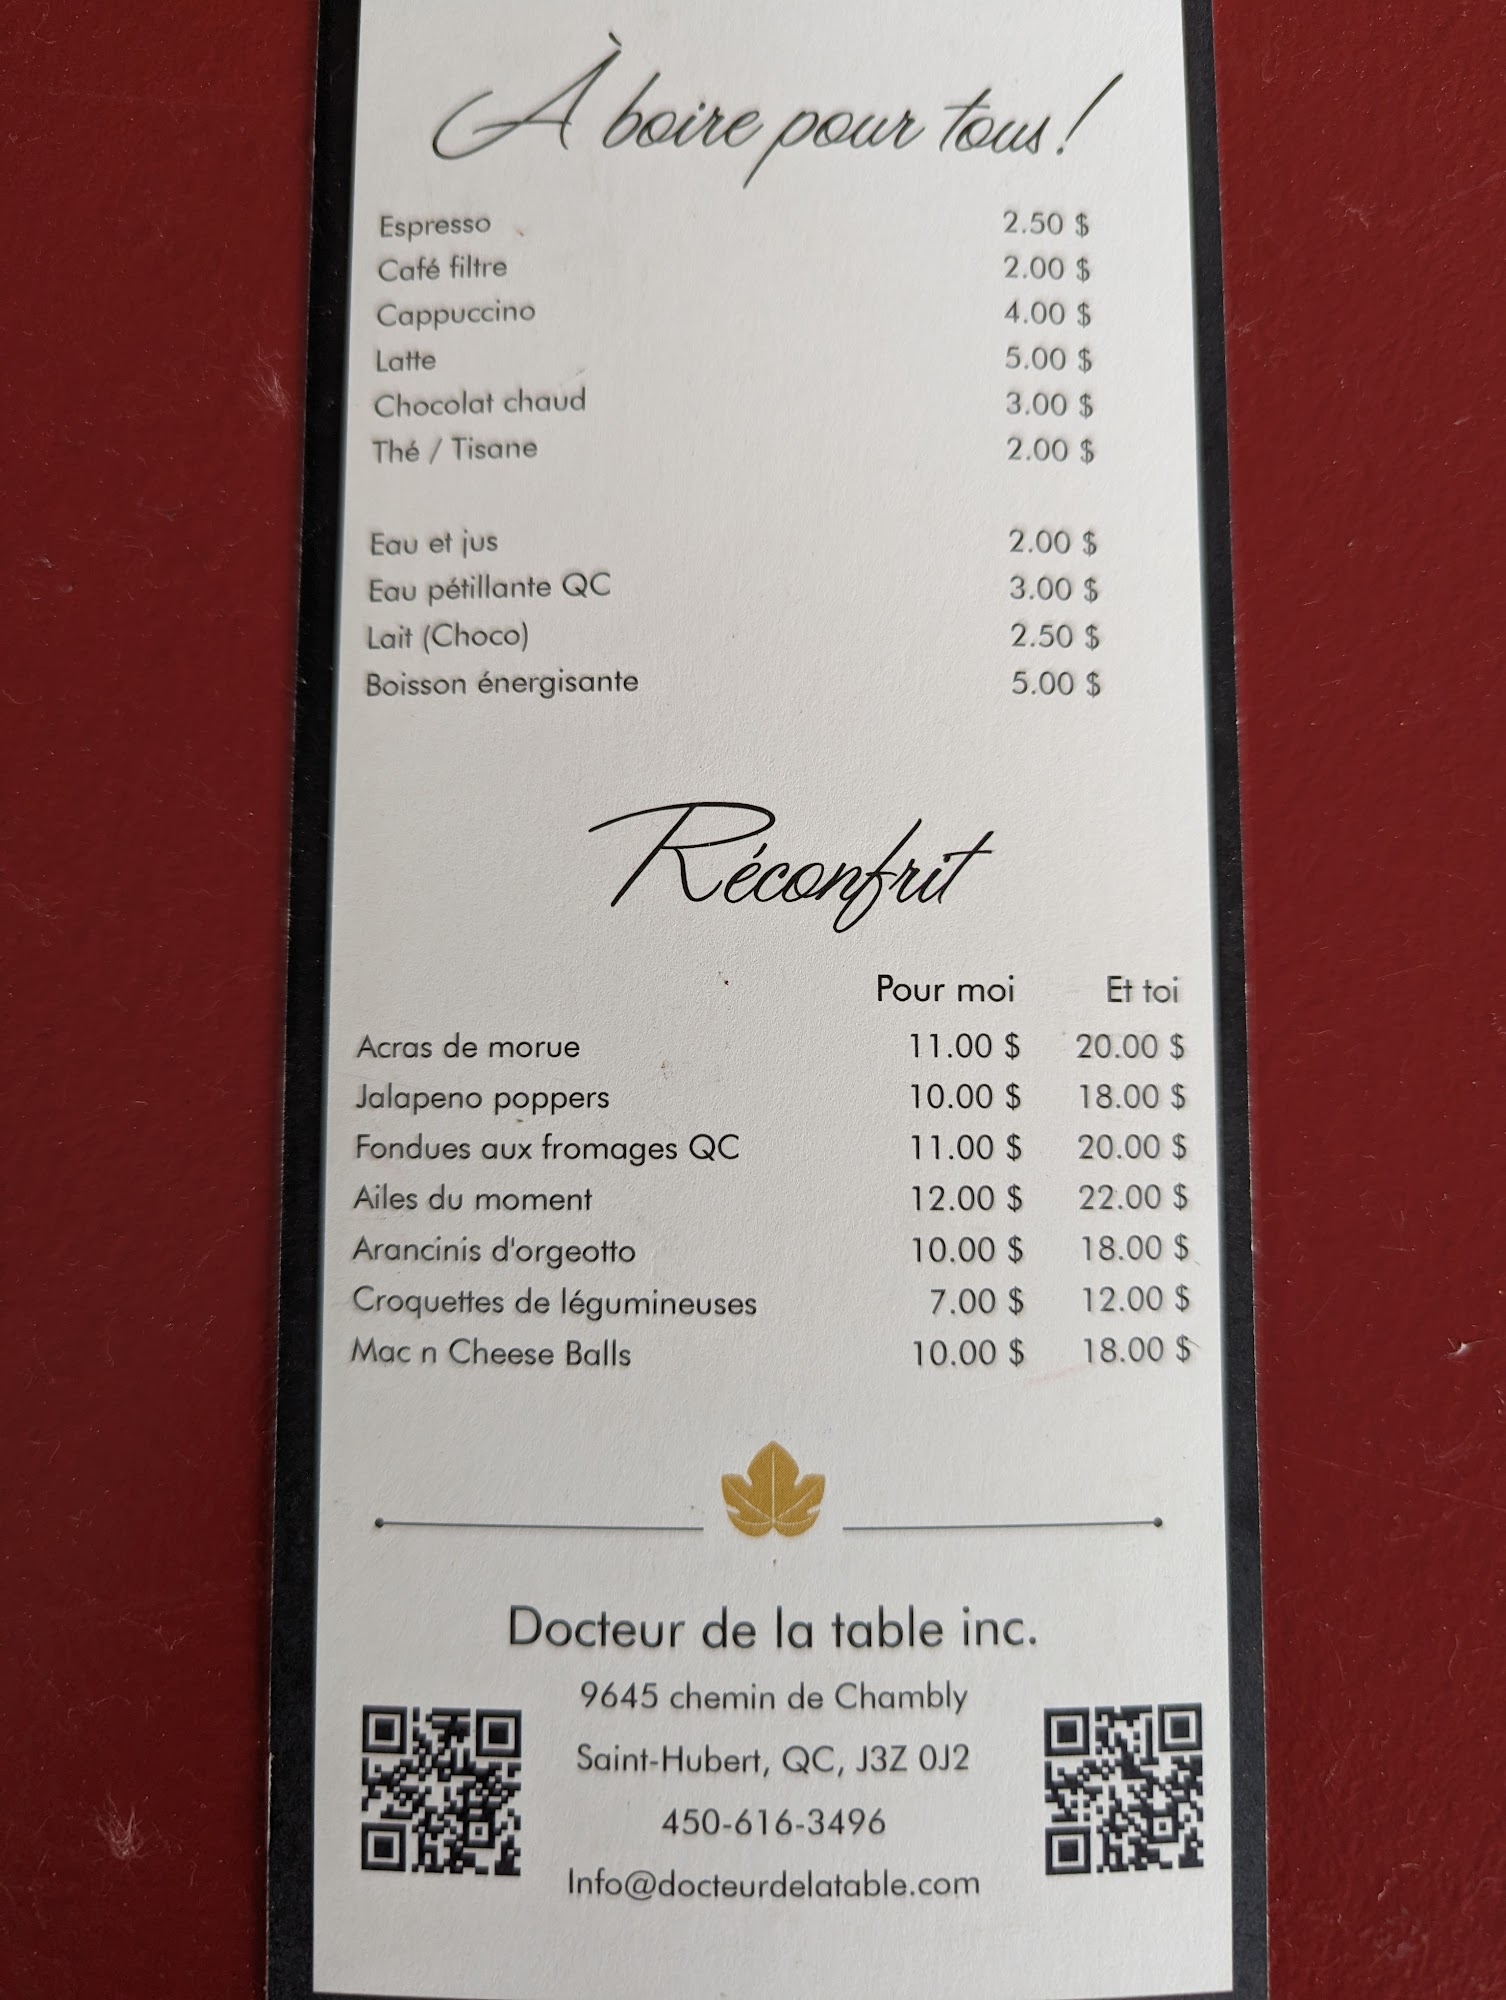 À boire pour tous !
Espresso 2.50 $
Café filtre 2.00 $
Cappuccino 4.00 $
Latte 5.00 $
Chocolat chaud 3.00 $
Thé / Tisane 2.00 $
Eau et jus 2.00 $
Eau pétillante QC 3.00 $
Lait (Choco) 2.50 $
Boisson énergisante 5.00 $
Réconfrit
Pour moi Et toi
Acras de morue 11.00 $ 20.00 $
Jalapeno poppers 10.00 $ 18.00 $
Fondues aux fromages QC 11.00 $ 20.00 $
Ailes du moment 12.00 $ 22.00 $
Arancinis d'orgeotto 10.00 $ 18.00 $
Croquettes de légumineuses 7.00 $ 12.00 $
Mac n Cheese Balls 10.00 $ 18.00 $
Docteur de la table inc.
9645 chemin de Chambly
Saint-Hubert, QC, J3Z 0J2
450-616-3496
Info@docteurdelatable.com